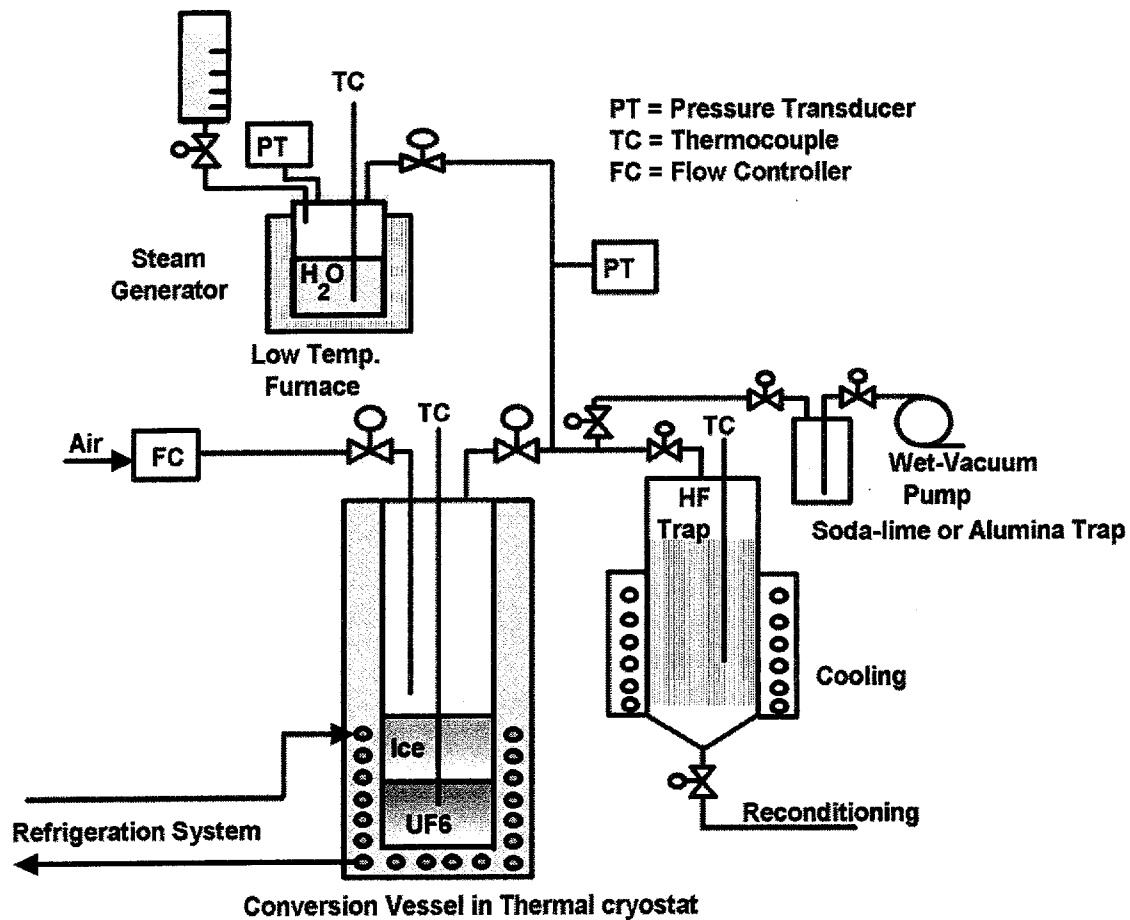 TC
PT = Pressure Transducer
TC = Thermocouple
FC = Flow Controller
PT
Steam
Generator
H2O
PT
Low Temp.
Furnace
TC
TC
Air
FC
Wet-Vacuum
Pump
HF
Trap
Soda-lime or Alumina Trap
Cooling
Ice
UF6
Reconditioning
Refrigeration System
Conversion Vessel in Thermal cryostat